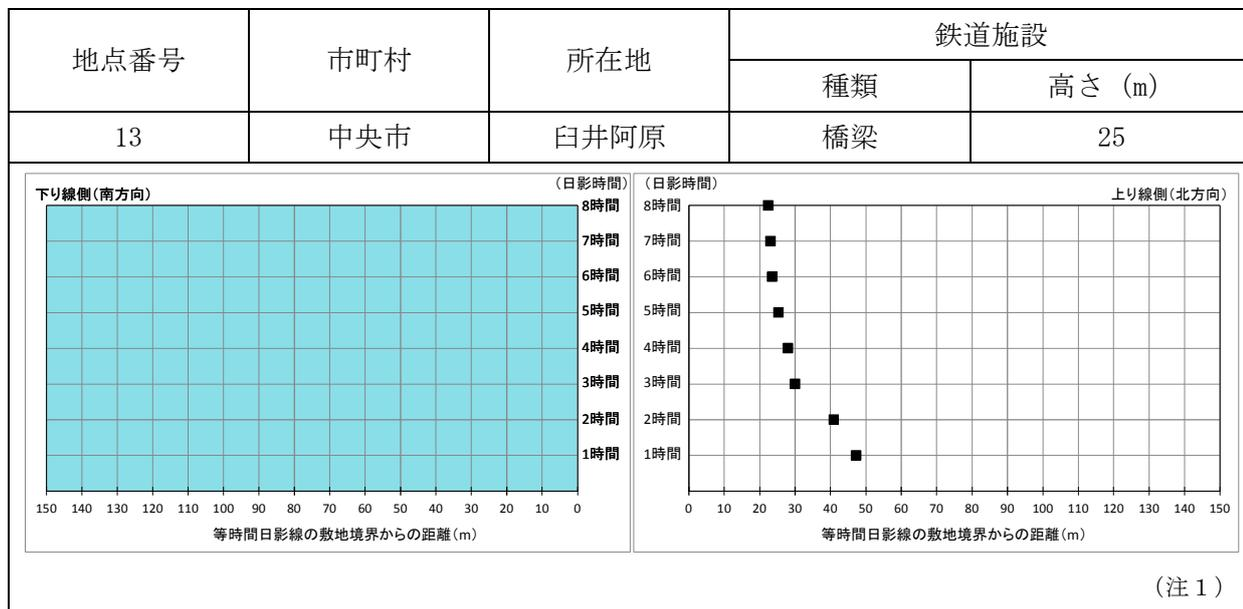 地点番号 市町村 所在地 鉄道施設
種類 高さ (m)
13 中央市 臼井阿原 橋梁 25
下り線側(南方向) (日影時間)
8時間
7時間
6時間
5時間
4時間
3時間
2時間
1時間
150 140 130 120 110 100 90 80 70 60 50 40 30 20 10 0
等時間日影線の敷地境界からの距離(m)
(日影時間) 上り線側(北方向)
8時間
7時間
6時間
5時間
4時間
3時間
2時間
1時間
0 10 20 30 40 50 60 70 80 90 100 110 120 130 140 150
等時間日影線の敷地境界からの距離(m)
(注1)